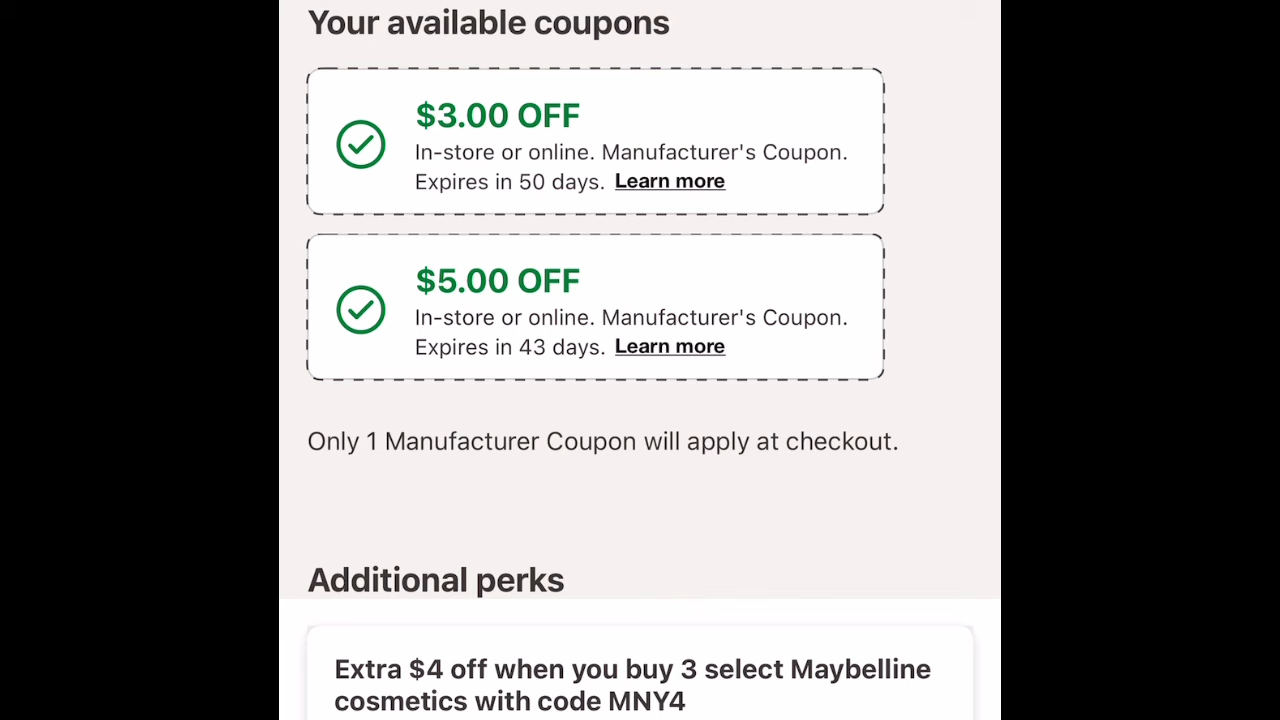 Your available coupons
$3.00 OFF
In-store or online. Manufacturer's Coupon.
Expires in 50 days. Learn more
$5.00 OFF
In-store or online. Manufacturer's Coupon.
Expires in 43 days. Learn more
Only 1 Manufacturer Coupon will apply at checkout.
Additional perks
Extra $4 off when you buy 3 select Maybelline
cosmetics with code MNY4